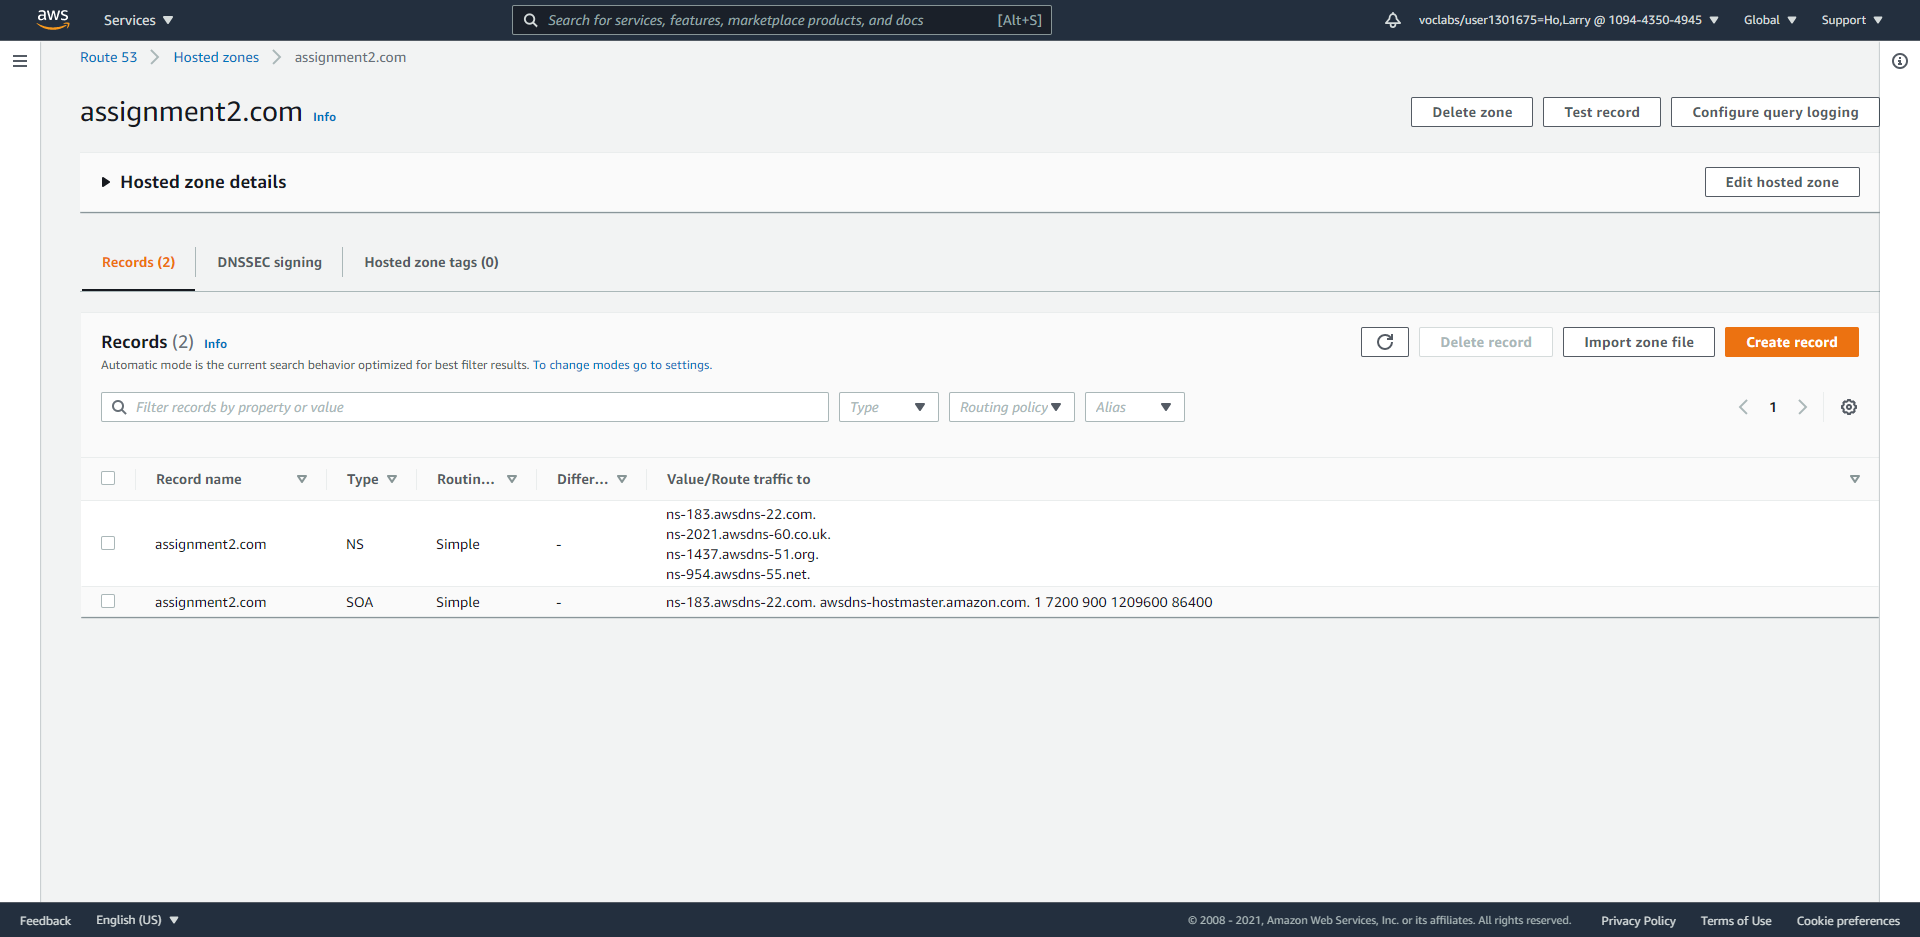 aws
Services
Search for services, features, marketplace products, and docs [Alt+S]
voclabs/user1301675=Ho,Larry @ 1094-4350-4945
Global
Support
Route 53 Hosted zones assignment2.com
assignment2.com Info
Delete zone
Test record
Configure query logging
Hosted zone details
Edit hosted zone
Records (2)
DNSSEC signing
Hosted zone tags (0)
Records (2) Info
Automatic mode is the current search behavior optimized for best filter results. To change modes go to settings.
Delete record
Import zone file
Create record
Filter records by property or value
Type
Routing policy
Alias
1
Record name Type Routin... Differ... Value/Route traffic to
assignment2.com NS Simple -
ns-183.awsdns-22.com.
ns-2021.awsdns-60.co.uk.
ns-1437.awsdns-51.org.
ns-954.awsdns-55.net.
assignment2.com SOA Simple - ns-183.awsdns-22.com. awsdns-hostmaster.amazon.com. 1 7200 900 1209600 86400
Feedback
English (US)
© 2008 - 2021, Amazon Web Services, Inc. or its affiliates. All rights reserved.
Privacy Policy
Terms of Use
Cookie preferences